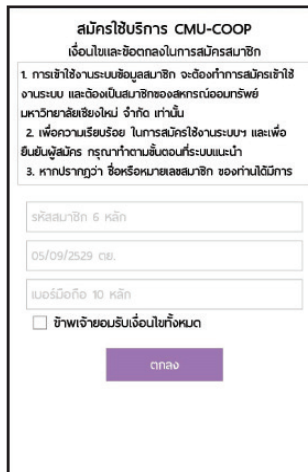 สมัครใช้บริการ CMU-COOP
เงื่อนไขและข้อตกลงในการสมัครสมาชิก
1. การเข้าใช้งานระบบข้อมูลสมาชิก จะต้องทำการสมัครเข้าใช้
งานระบบ และต้องเป็นสมาชิกของสหกรณ์ออมทรัพย์
มหาวิทยาลัยเชียงใหม่ จำกัด เท่านั้น
2. เพื่อความเรียบร้อย ในการสมัครใช้งานระบบฯ และเพื่อ
ยืนยันผู้สมัคร กรุณาทำตามขั้นตอนที่ระบบแนะนำ
3. หากปรากฏว่า ชื่อหรือหมายเลขสมาชิก ของท่านได้มีการ
รหัสสมาชิก 6 หลัก
05/09/2529 ตย.
เบอร์มือถือ 10 หลัก
ข้าพเจ้ายอมรับเงื่อนไขทั้งหมด
ตกลง